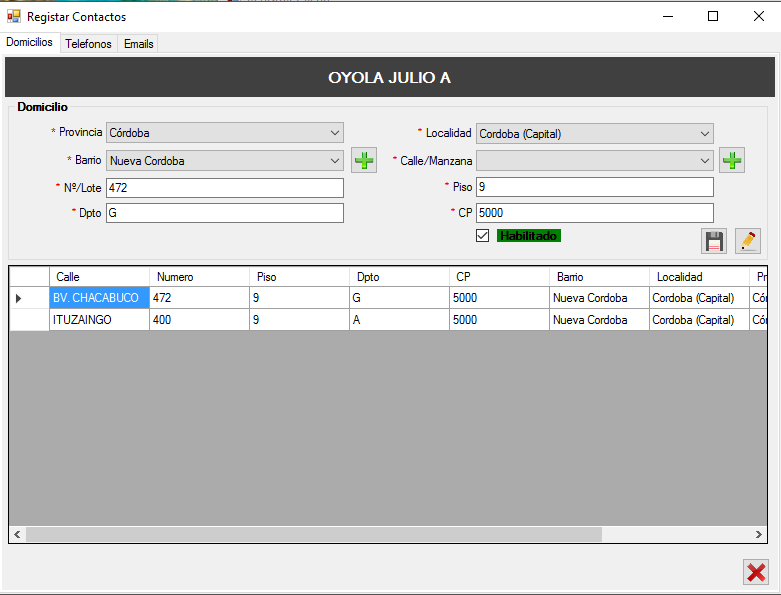 Registar Contactos
Domicilios Telefonos Emails
OYOLA JULIO A
Domicilio
* Provincia Córdoba * Localidad Cordoba (Capital)
* Barrio Nueva Cordoba * Calle/Manzana
* Nº/Lote 472 * Piso 9
* Dpto G * CP 5000
Habilitado
Calle Numero Piso Dpto CP Barrio Localidad Pr
BV. CHACABUCO 472 9 G 5000 Nueva Cordoba Cordoba (Capital) Cór
ITUZAINGO 400 9 A 5000 Nueva Cordoba Cordoba (Capital) Cór